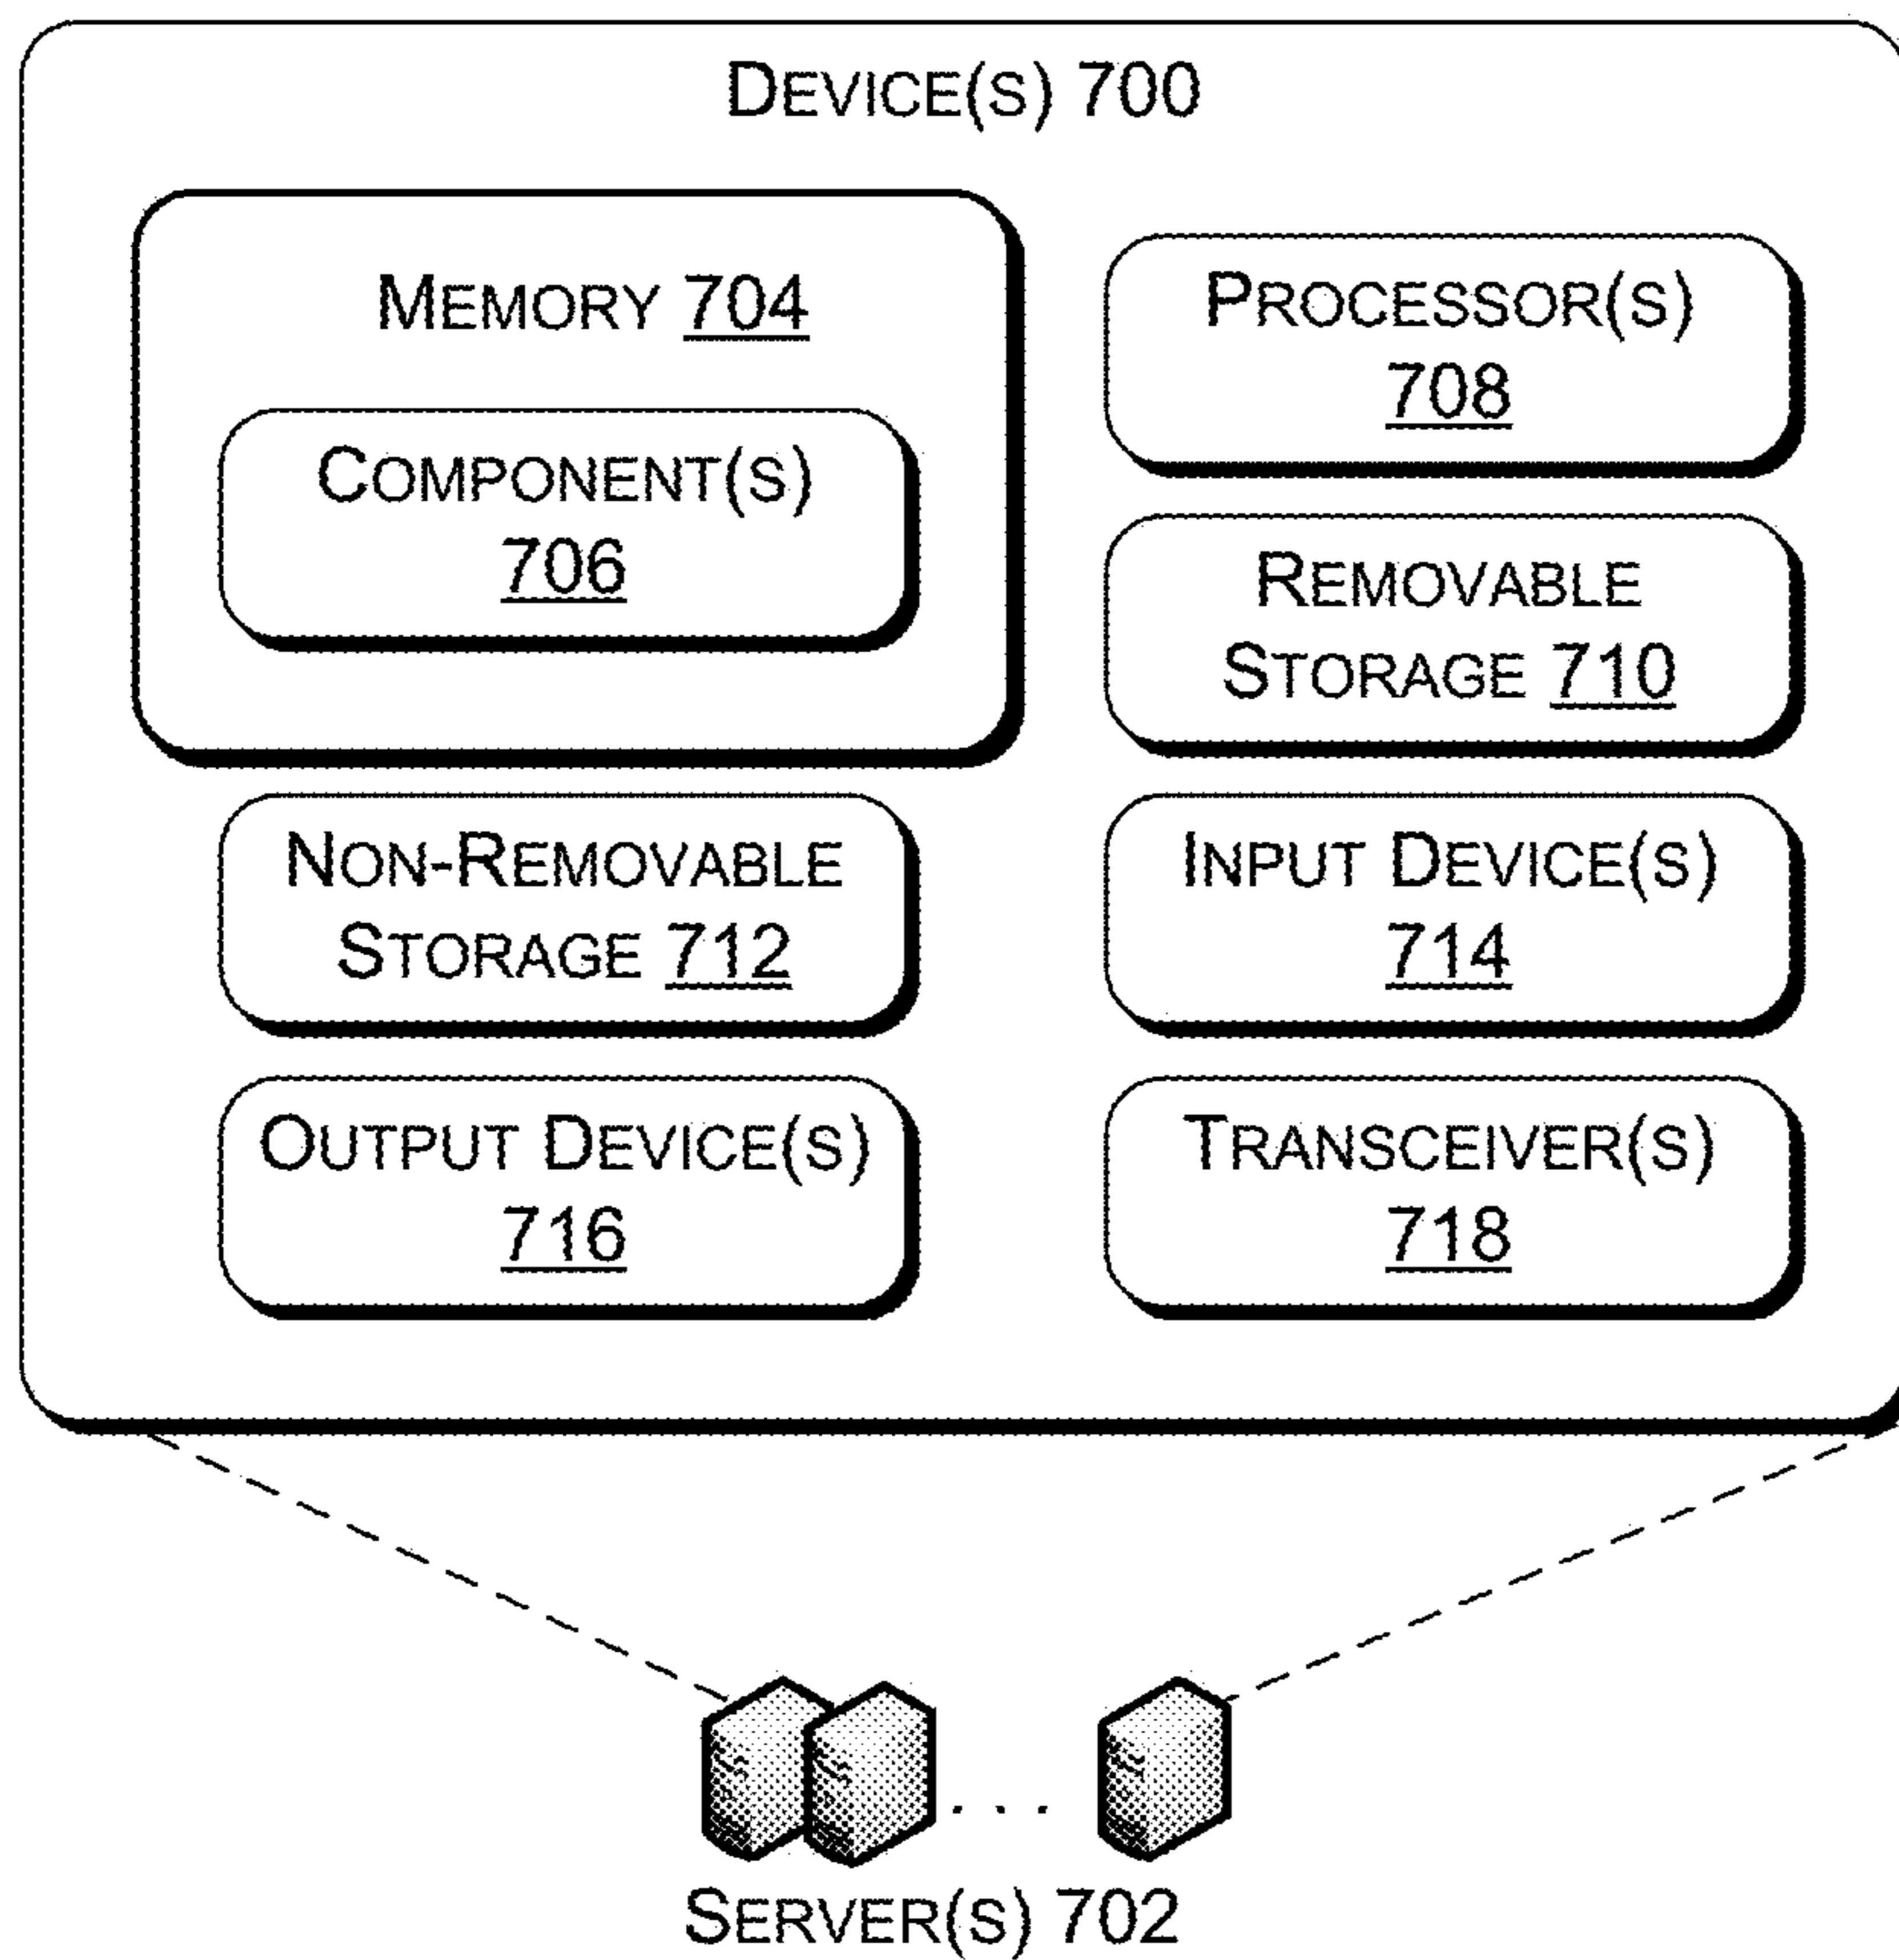 DEVICE(S) 700
MEMORY 704
COMPONENT(S)
706
PROCESSOR(S)
708
REMOVABLE
STORAGE 710
NON-REMOVABLE
STORAGE 712
INPUT DEVICE(S)
714
OUTPUT DEVICE(S)
716
TRANSCEIVER(S)
718
. . .
SERVER(S) 702